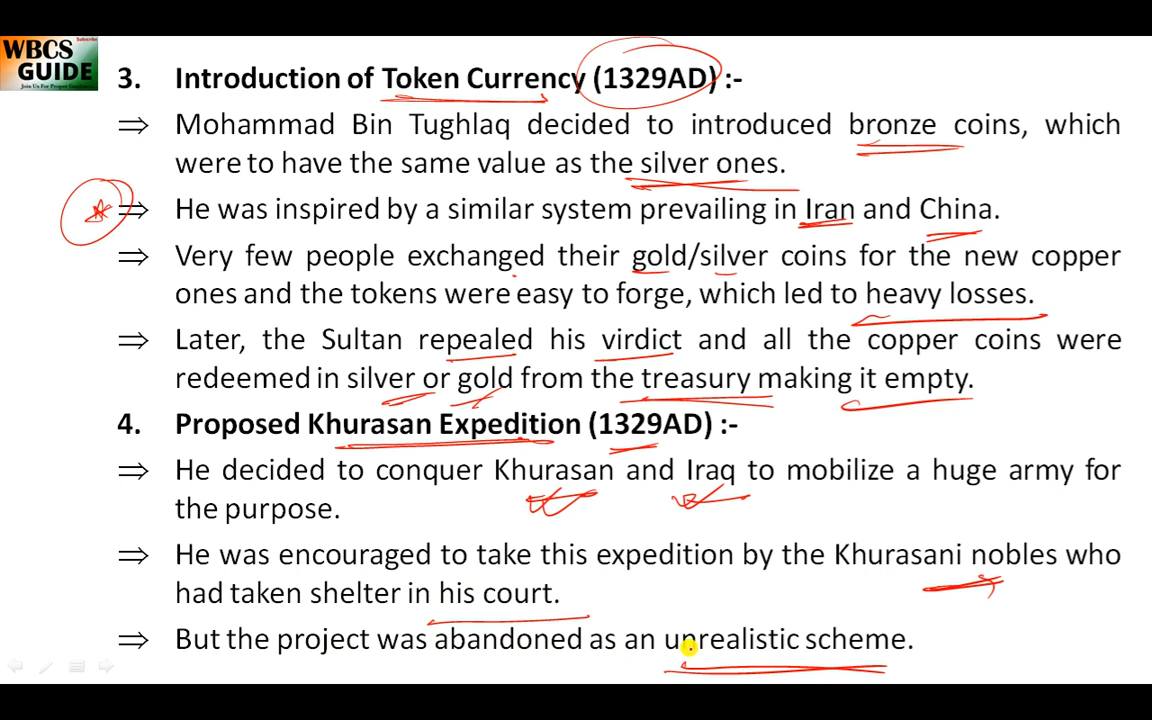 Subscribe
WBCS
GUIDE
Join Us For Proper Guidance
3. Introduction of Token Currency (1329AD) :-
⇒ Mohammad Bin Tughlaq decided to introduced bronze coins, which
were to have the same value as the silver ones.
⇒ He was inspired by a similar system prevailing in Iran and China.
⇒ Very few people exchanged their gold/silver coins for the new copper
ones and the tokens were easy to forge, which led to heavy losses.
⇒ Later, the Sultan repealed his virdict and all the copper coins were
redeemed in silver or gold from the treasury making it empty.
4. Proposed Khurasan Expedition (1329AD) :-
⇒ He decided to conquer Khurasan and Iraq to mobilize a huge army for
the purpose.
⇒ He was encouraged to take this expedition by the Khurasani nobles who
had taken shelter in his court.
⇒ But the project was abandoned as an unrealistic scheme.